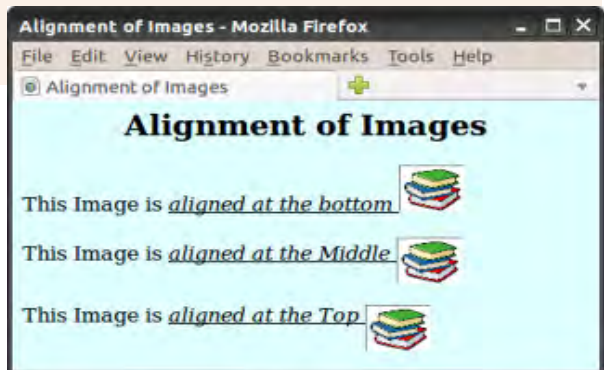 Alignment of Images - Mozilla Firefox
File Edit View History Bookmarks Tools Help
Alignment of Images
Alignment of Images
This Image is aligned at the bottom
This Image is aligned at the Middle
This Image is aligned at the Top